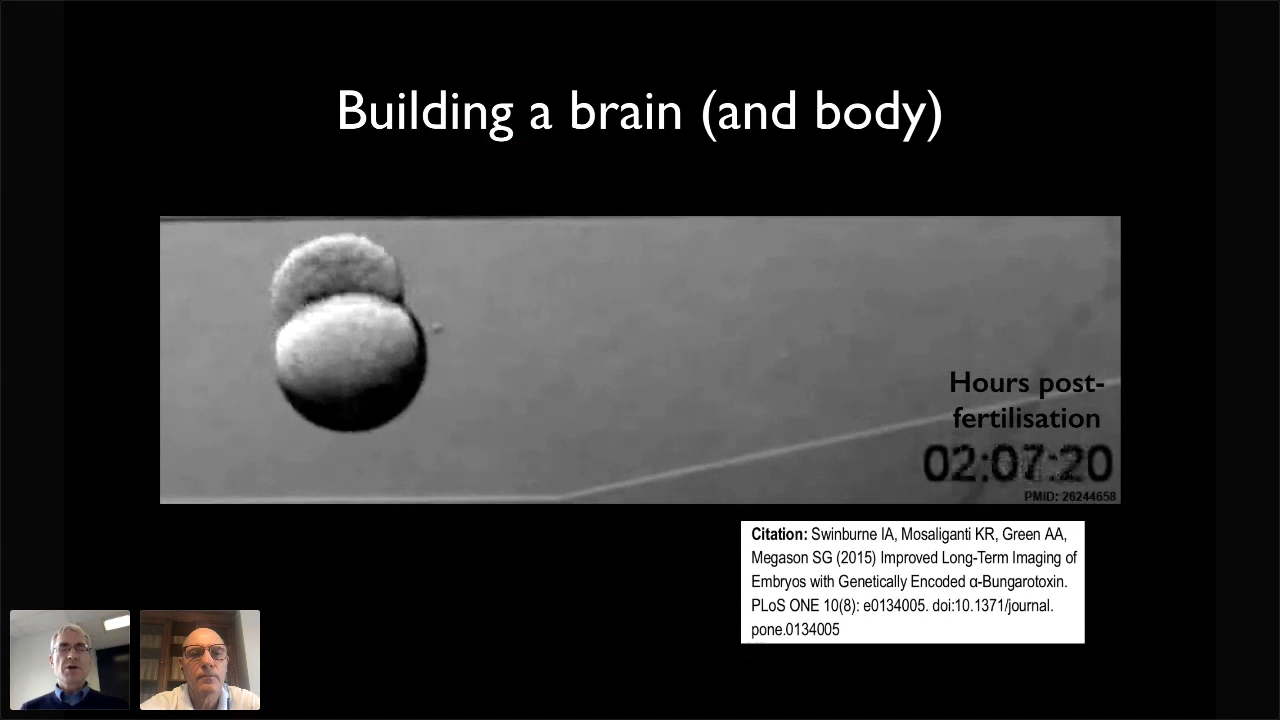 Building a brain (and body)
Hours post-
fertilisation
02:07:20
PMID: 26244658
Citation: Swinburne IA, Mosaliganti KR, Green AA,
Megason SG (2015) Improved Long-Term Imaging of
Embryos with Genetically Encoded α-Bungarotoxin.
PLoS ONE 10(8): e0134005. doi:10.1371/journal.
pone.0134005